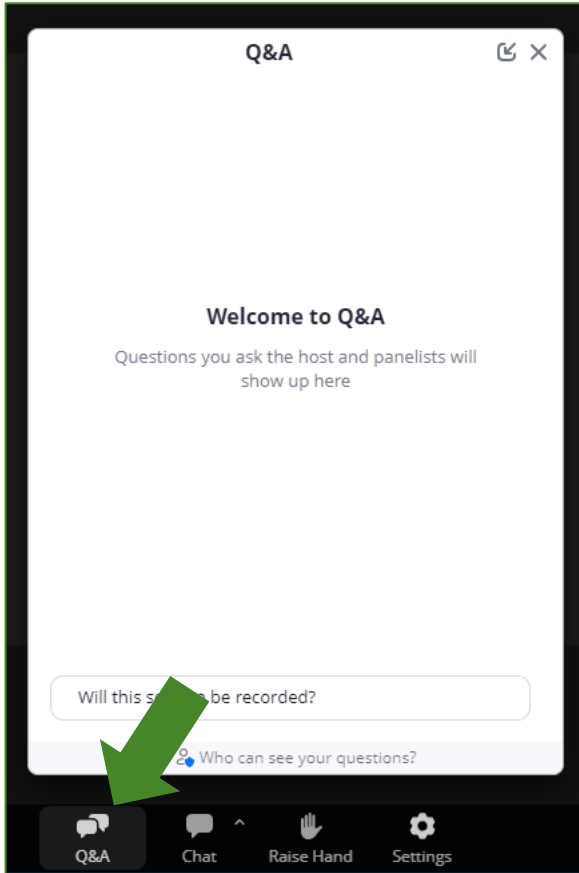 Q&A
Welcome to Q&A
Questions you ask the host and panelists will
show up here
Will this be recorded?
Who can see your questions?
Q&A
Chat
Raise Hand
Settings